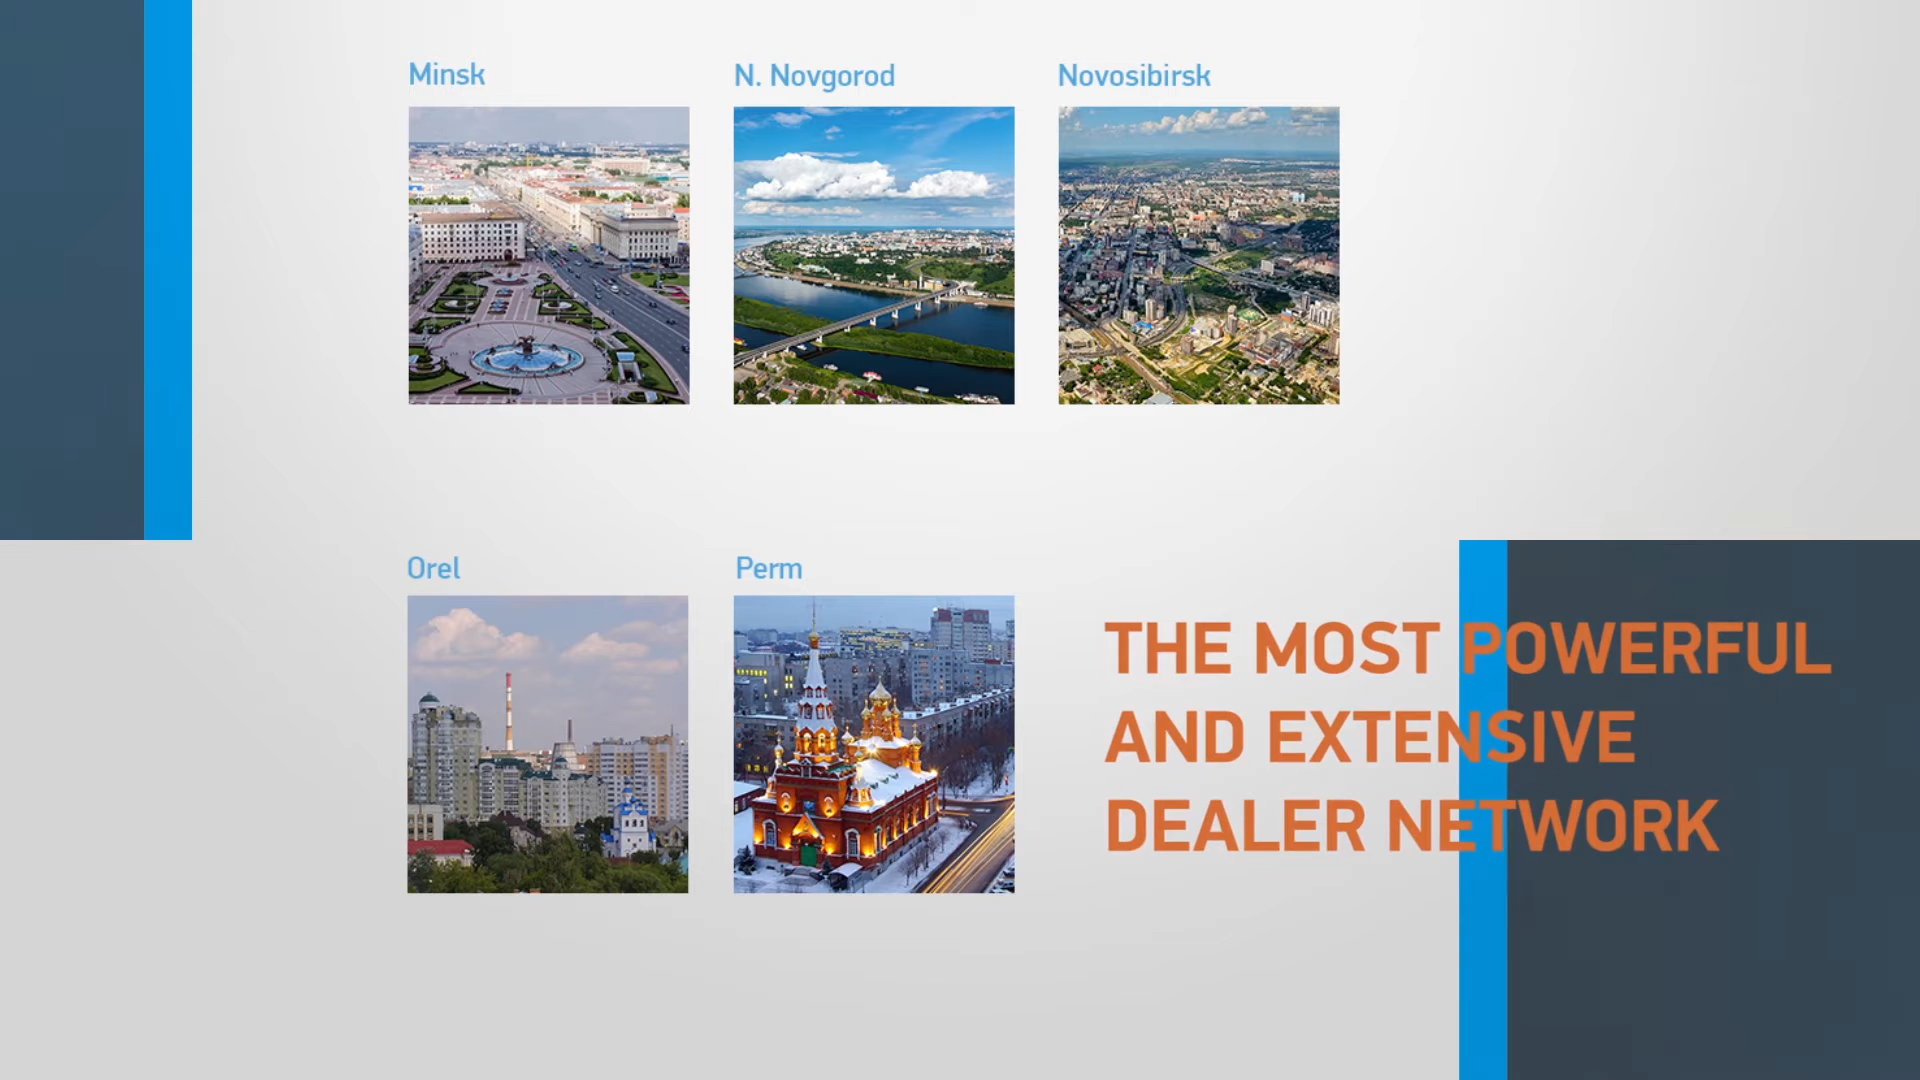 Minsk
N. Novgorod
Novosibirsk
Orel
Perm
THE MOST POWERFUL
AND EXTENSIVE
DEALER NETWORK